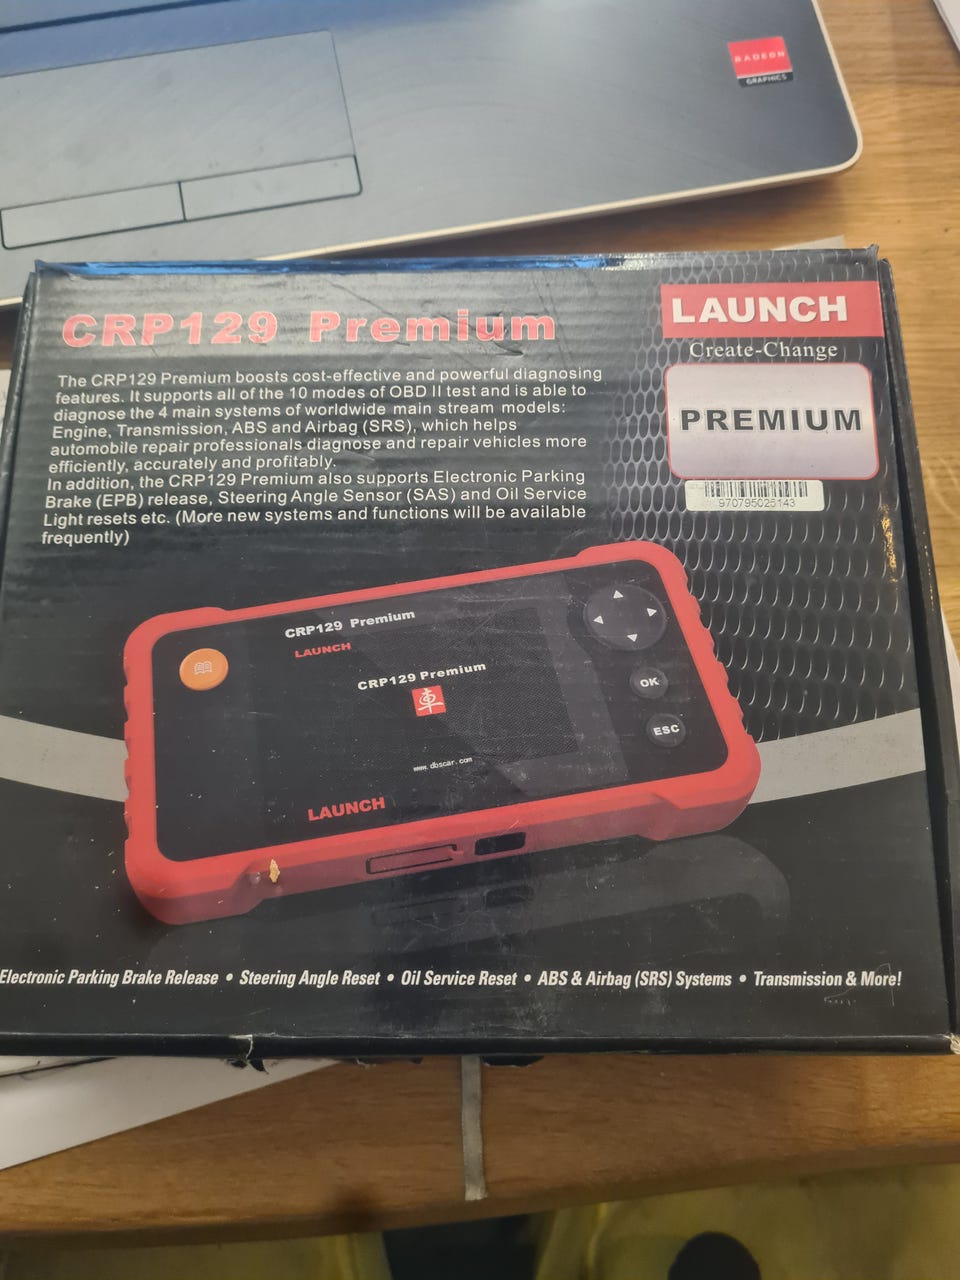 RADEON
GRAPHICS
CRP129 Premium
LAUNCH
Create-Change
The CRP129 Premium boosts cost-effective and powerful diagnosing
features. It supports all of the 10 modes of OBD II test and is able to
diagnose the 4 main systems of worldwide main stream models:
Engine, Transmission, ABS and Airbag (SRS), which helps
automobile repair professionals diagnose and repair vehicles more
efficiently, accurately and profitably.
In addition, the CRP129 Premium also supports Electronic Parking
Brake (EPB) release, Steering Angle Sensor (SAS) and Oil Service
Light resets etc. (More new systems and functions will be available
frequently)
PREMIUM
970795025143
CRP129 Premium
LAUNCH
CRP129 Premium
www.dbscar.com
LAUNCH
OK
ESC
Electronic Parking Brake Release • Steering Angle Reset • Oil Service Reset • ABS & Airbag (SRS) Systems • Transmission & More!